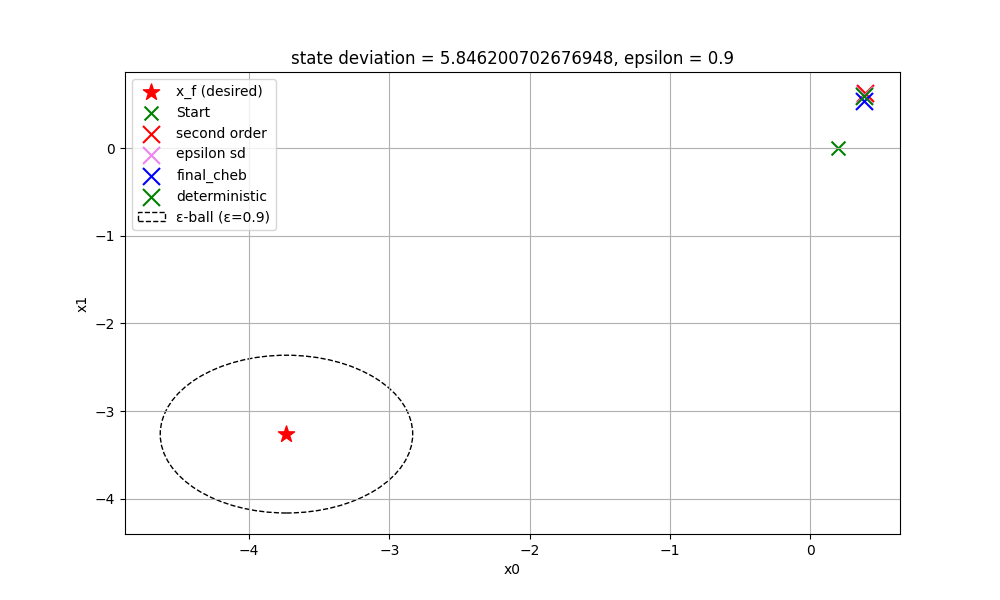 state deviation = 5.846200702676948, epsilon = 0.9
x_f (desired)
Start
second order
epsilon sd
final_cheb
deterministic
ε-ball (ε=0.9)
0
−1
−2
−3
−4
x1
−4 −3 −2 −1 0
x0